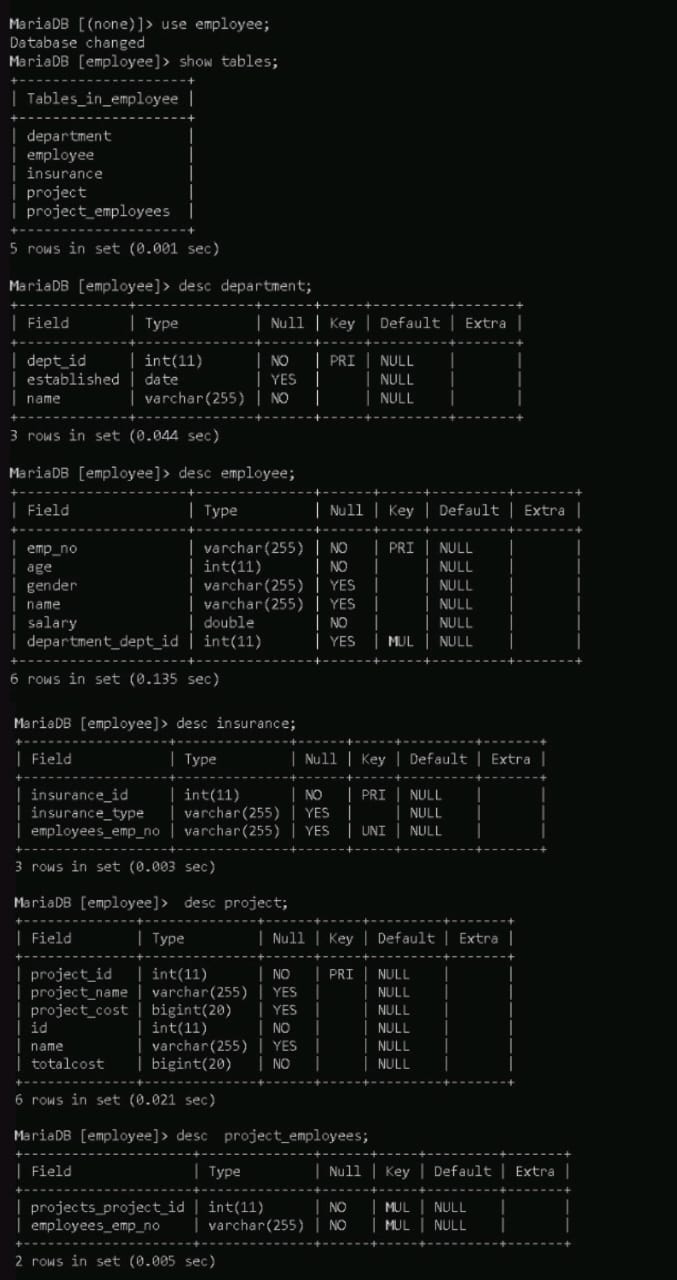 MariaDB [(none)]> use employee;
Database changed
MariaDB [employee]> show tables;
+--------------------+
| Tables_in_employee |
+--------------------+
| department         |
| employee           |
| insurance          |
| project            |
| project_employees  |
+--------------------+
5 rows in set (0.001 sec)
MariaDB [employee]> desc department;
+-------------+--------------+------+-----+---------+-------+
| Field       | Type         | Null | Key | Default | Extra |
+-------------+--------------+------+-----+---------+-------+
| dept_id     | int(11)      | NO   | PRI | NULL    |       |
| established | date         | YES  |     | NULL    |       |
| name        | varchar(255) | NO   |     | NULL    |       |
+-------------+--------------+------+-----+---------+-------+
3 rows in set (0.044 sec)
MariaDB [employee]> desc employee;
+--------------------+--------------+------+-----+---------+-------+
| Field              | Type         | Null | Key | Default | Extra |
+--------------------+--------------+------+-----+---------+-------+
| emp_no             | varchar(255) | NO   | PRI | NULL    |       |
| age                | int(11)      | NO   |     | NULL    |       |
| gender             | varchar(255) | YES  |     | NULL    |       |
| name               | varchar(255) | YES  |     | NULL    |       |
| salary             | double       | NO   |     | NULL    |       |
| department_dept_id | int(11)      | YES  | MUL | NULL    |       |
+--------------------+--------------+------+-----+---------+-------+
6 rows in set (0.135 sec)
MariaDB [employee]> desc insurance;
+------------------+--------------+------+-----+---------+-------+
| Field            | Type         | Null | Key | Default | Extra |
+------------------+--------------+------+-----+---------+-------+
| insurance_id     | int(11)      | NO   | PRI | NULL    |       |
| insurance_type   | varchar(255) | YES  |     | NULL    |       |
| employees_emp_no | varchar(255) | YES  | UNI | NULL    |       |
+------------------+--------------+------+-----+---------+-------+
3 rows in set (0.003 sec)
MariaDB [employee]>  desc project;
+--------------+--------------+------+-----+---------+-------+
| Field        | Type         | Null | Key | Default | Extra |
+--------------+--------------+------+-----+---------+-------+
| project_id   | int(11)      | NO   | PRI | NULL    |       |
| project_name | varchar(255) | YES  |     | NULL    |       |
| project_cost | bigint(20)   | YES  |     | NULL    |       |
| id           | int(11)      | NO   |     | NULL    |       |
| name         | varchar(255) | YES  |     | NULL    |       |
| totalcost    | bigint(20)   | NO   |     | NULL    |       |
+--------------+--------------+------+-----+---------+-------+
6 rows in set (0.021 sec)
MariaDB [employee]> desc  project_employees;
+---------------------+--------------+------+-----+---------+-------+
| Field               | Type         | Null | Key | Default | Extra |
+---------------------+--------------+------+-----+---------+-------+
| projects_project_id | int(11)      | NO   | MUL | NULL    |       |
| employees_emp_no    | varchar(255) | NO   | MUL | NULL    |       |
+---------------------+--------------+------+-----+---------+-------+
2 rows in set (0.005 sec)